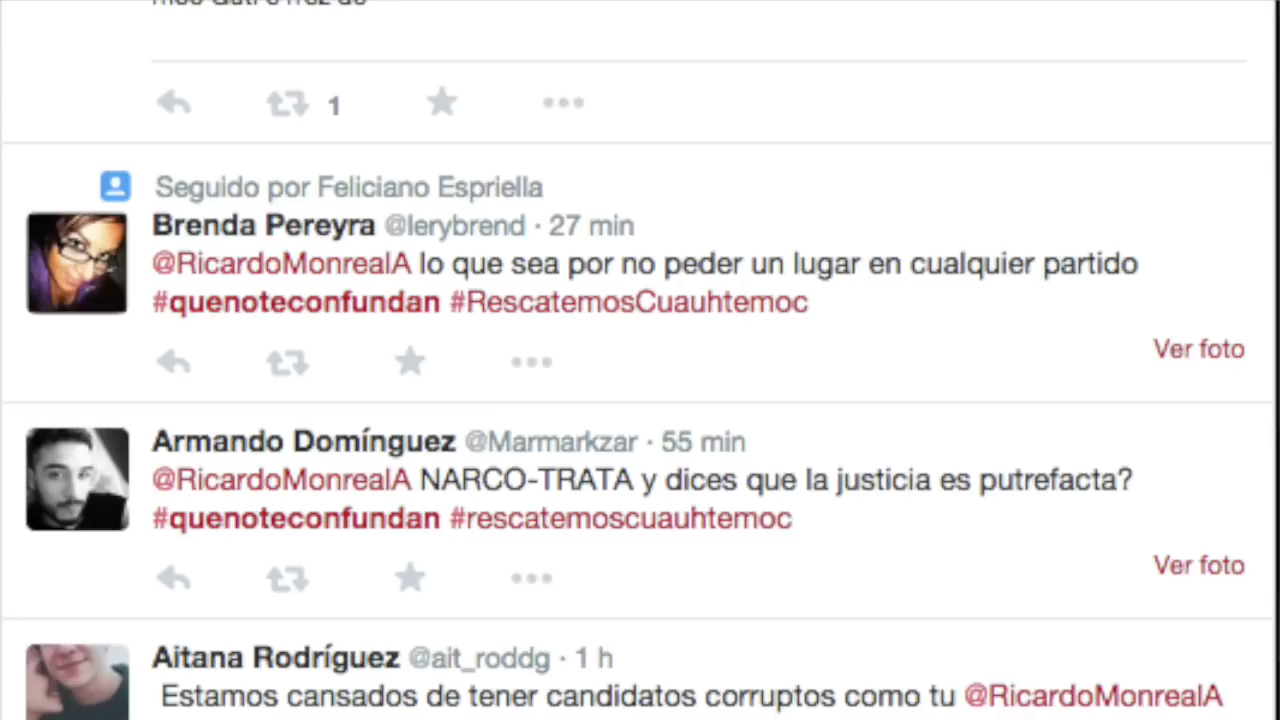 1
Seguido por Feliciano Espriella
Brenda Pereyra @lerybrend · 27 min
@RicardoMonrealA lo que sea por no peder un lugar en cualquier partido
#quenoteconfundan #RescatemosCuauhtemoc
Ver foto
Armando Domínguez @Marmarkzar · 55 min
@RicardoMonrealA NARCO-TRATA y dices que la justicia es putrefacta?
#quenoteconfundan #rescatemoscuauhtemoc
Ver foto
Aitana Rodríguez @ait_roddg · 1 h
Estamos cansados de tener candidatos corruptos como tu @RicardoMonrealA